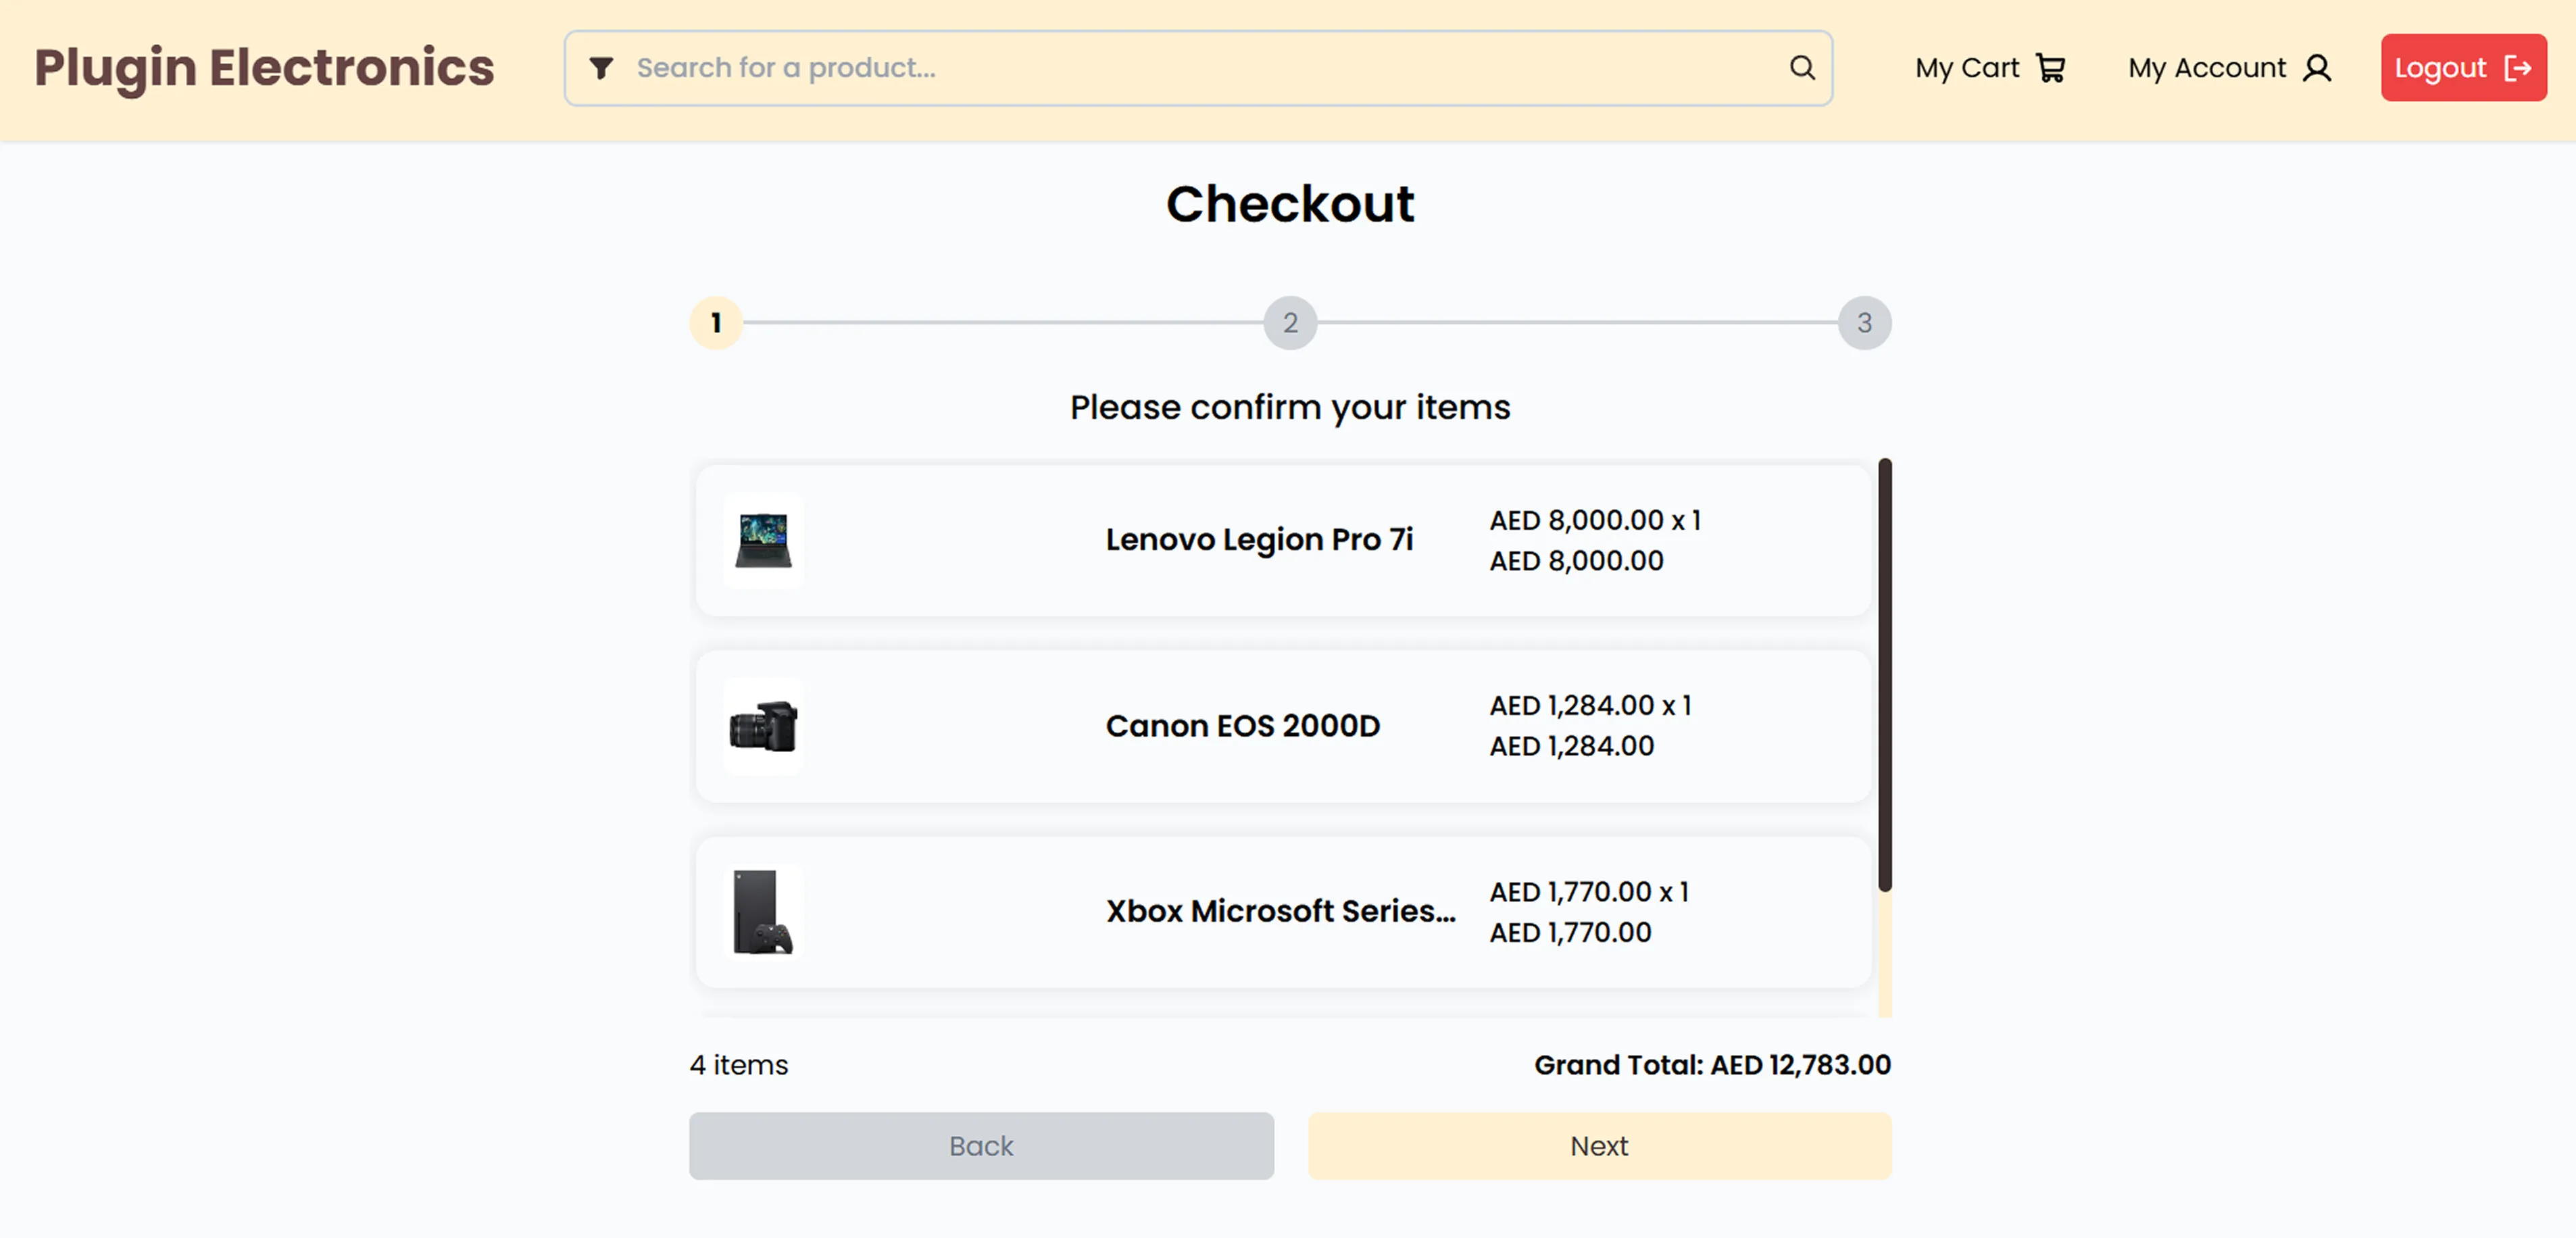 Plugin Electronics
Search for a product...
My Cart
My Account
Logout
Checkout
1
2
3
Please confirm your items
Lenovo Legion Pro 7i
AED 8,000.00 x 1
AED 8,000.00
Canon EOS 2000D
AED 1,284.00 x 1
AED 1,284.00
Xbox Microsoft Series...
AED 1,770.00 x 1
AED 1,770.00
4 items
Grand Total: AED 12,783.00
Back
Next